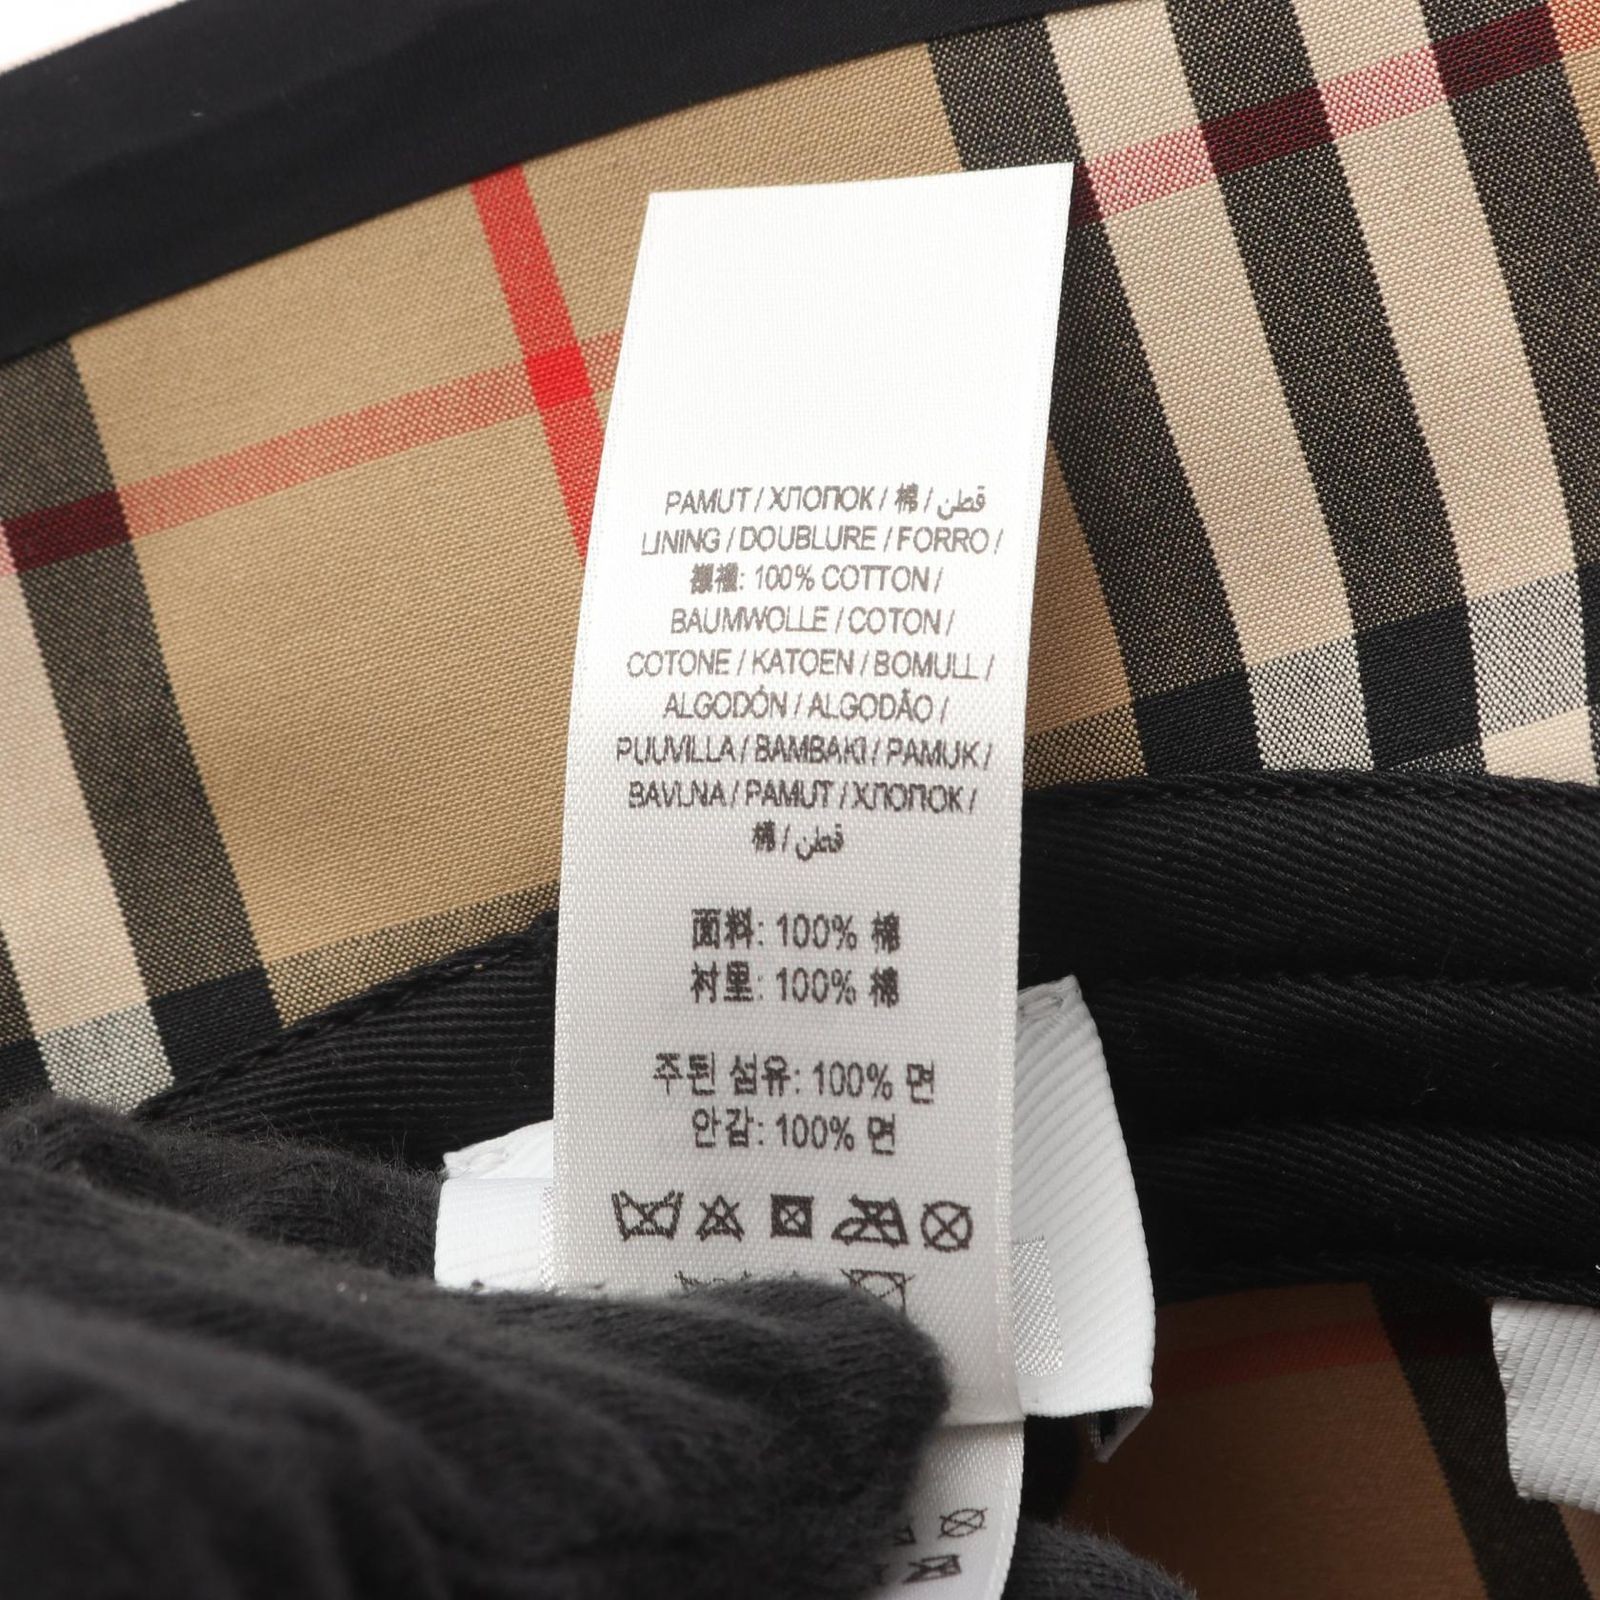 PAMUT / ХЛОПОК / 棉 / قطن
LINING / DOUBLURE / FORRO /
襯裡: 100% COTTON /
BAUMWOLLE / COTON /
COTONE / KATOEN / BOMULL /
ALGODÓN / ALGODÃO /
PUUVILLA / BAMBAKI / PAMUK /
BAVLNA / PAMUT / ХЛОПОК /
棉 / قطن
面料: 100% 棉
衬里: 100% 棉
주된 섬유: 100% 면
안감: 100% 면